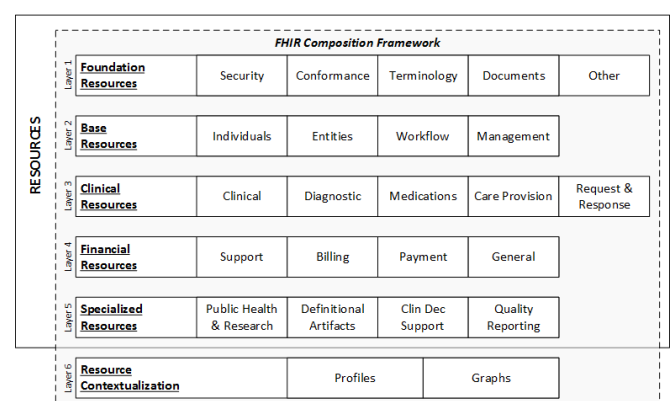 FHIR Composition Framework
RESOURCES
Layer 1
Foundation
Resources
Security
Conformance
Terminology
Documents
Other
Layer 2
Base
Resources
Individuals
Entities
Workflow
Management
Layer 3
Clinical
Resources
Clinical
Diagnostic
Medications
Care Provision
Request &
Response
Layer 4
Financial
Resources
Support
Billing
Payment
General
Layer 5
Specialized
Resources
Public Health
& Research
Definitional
Artifacts
Clin Dec
Support
Quality
Reporting
Layer 6
Resource
Contextualization
Profiles
Graphs